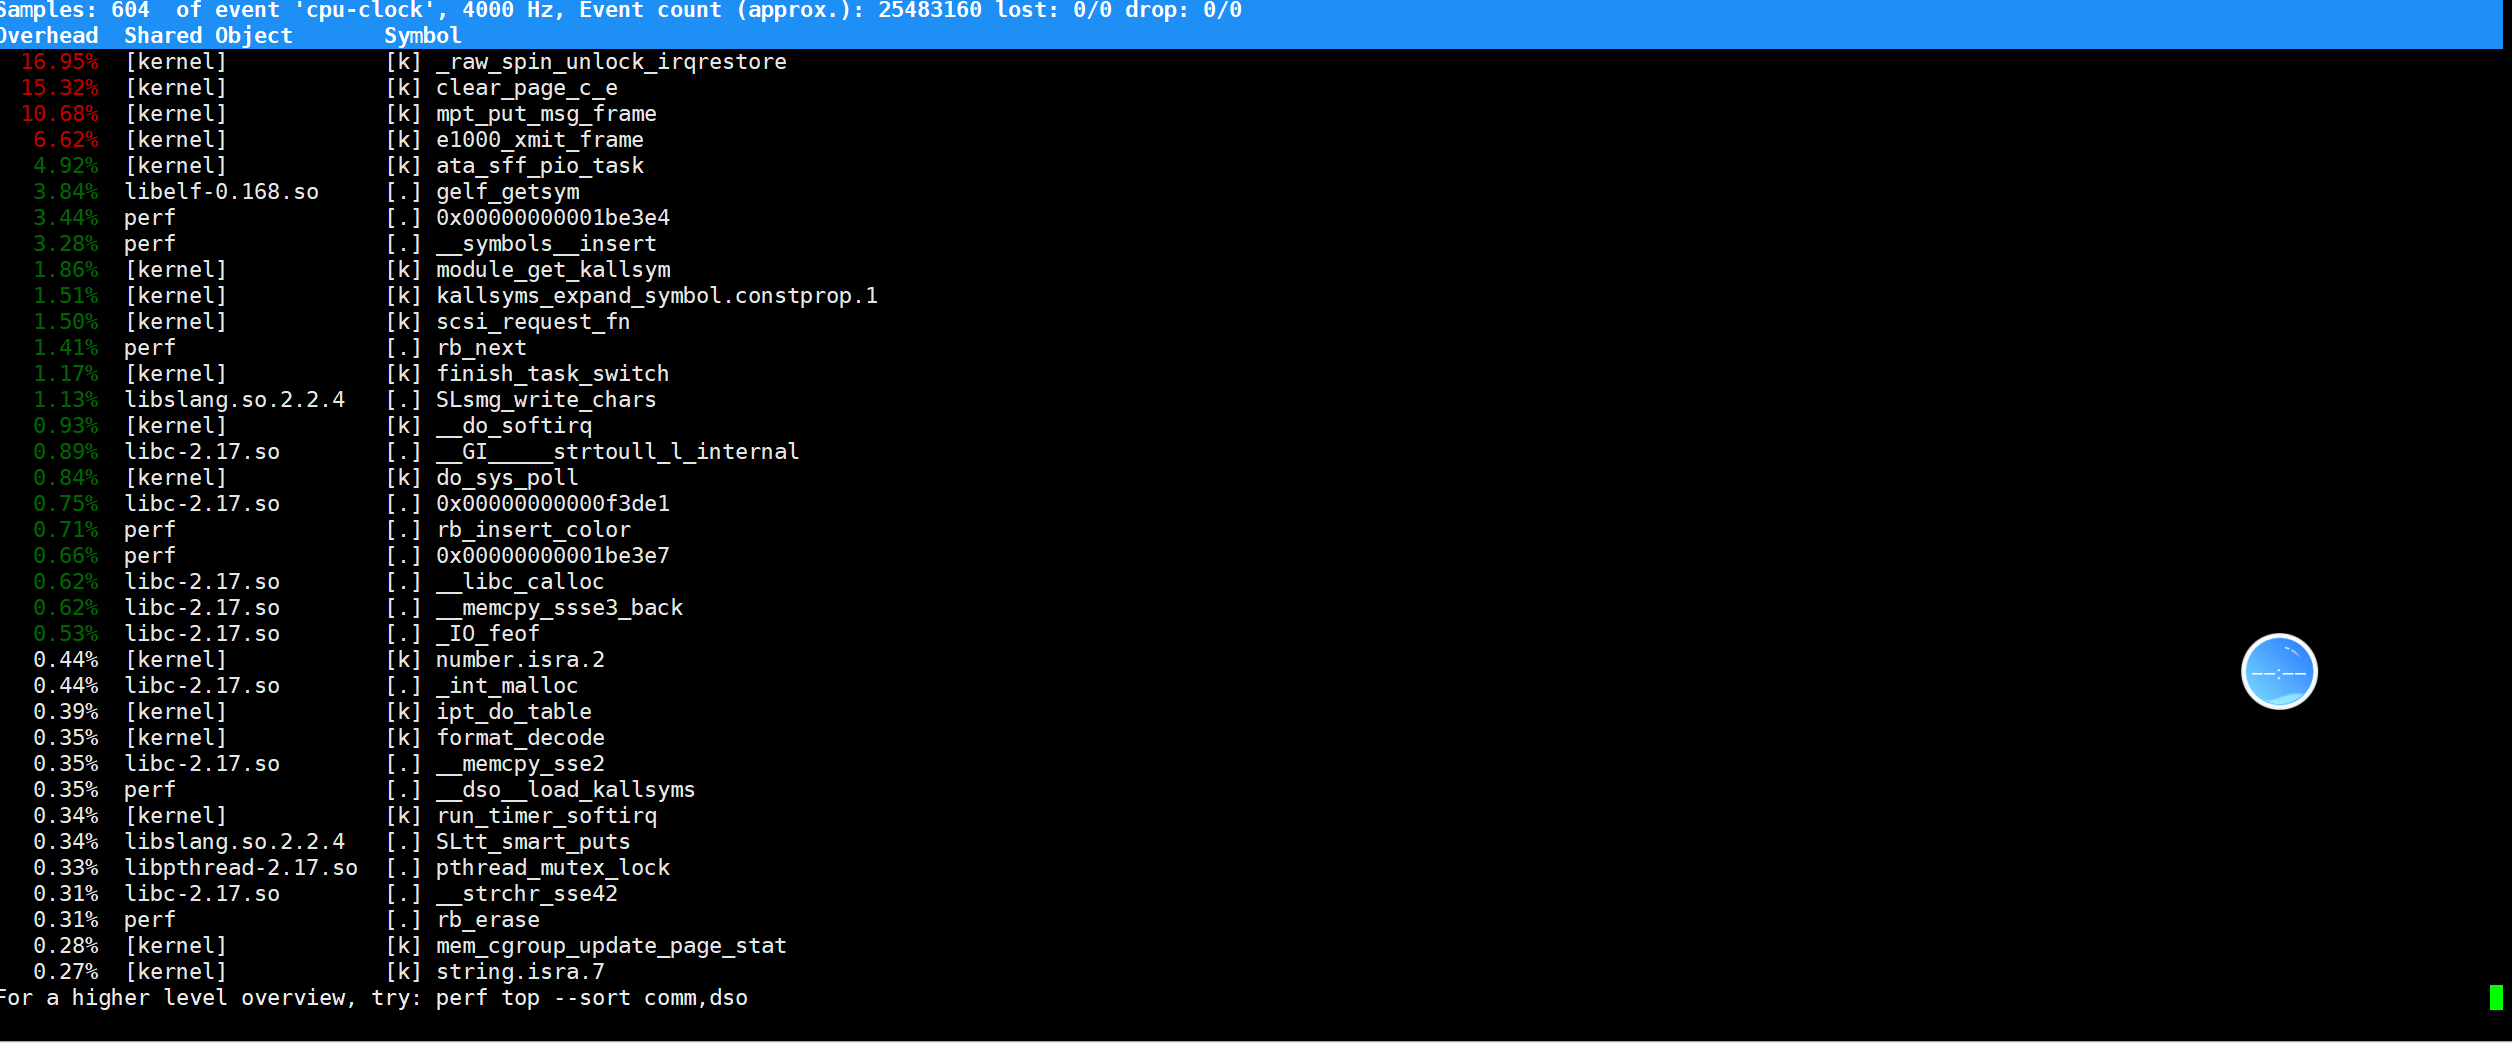 Samples: 604  of event 'cpu-clock', 4000 Hz, Event count (approx.): 25483160 lost: 0/0 drop: 0/0
Overhead  Shared Object       Symbol
16.95%  [kernel]            [k] _raw_spin_unlock_irqrestore
15.32%  [kernel]            [k] clear_page_c_e
10.68%  [kernel]            [k] mpt_put_msg_frame
6.62%  [kernel]            [k] e1000_xmit_frame
4.92%  [kernel]            [k] ata_sff_pio_task
3.84%  libelf-0.168.so     [.] gelf_getsym
3.44%  perf                [.] 0x00000000001be3e4
3.28%  perf                [.] __symbols__insert
1.86%  [kernel]            [k] module_get_kallsym
1.51%  [kernel]            [k] kallsyms_expand_symbol.constprop.1
1.50%  [kernel]            [k] scsi_request_fn
1.41%  perf                [.] rb_next
1.17%  [kernel]            [k] finish_task_switch
1.13%  libslang.so.2.2.4   [.] SLsmg_write_chars
0.93%  [kernel]            [k] __do_softirq
0.89%  libc-2.17.so        [.] __GI_____strtoull_l_internal
0.84%  [kernel]            [k] do_sys_poll
0.75%  libc-2.17.so        [.] 0x00000000000f3de1
0.71%  perf                [.] rb_insert_color
0.66%  perf                [.] 0x00000000001be3e7
0.62%  libc-2.17.so        [.] __libc_calloc
0.62%  libc-2.17.so        [.] __memcpy_ssse3_back
0.53%  libc-2.17.so        [.] _IO_feof
0.44%  [kernel]            [k] number.isra.2
0.44%  libc-2.17.so        [.] _int_malloc
0.39%  [kernel]            [k] ipt_do_table
0.35%  [kernel]            [k] format_decode
0.35%  libc-2.17.so        [.] __memcpy_sse2
0.35%  perf                [.] __dso__load_kallsyms
0.34%  [kernel]            [k] run_timer_softirq
0.34%  libslang.so.2.2.4   [.] SLtt_smart_puts
0.33%  libpthread-2.17.so  [.] pthread_mutex_lock
0.31%  libc-2.17.so        [.] __strchr_sse42
0.31%  perf                [.] rb_erase
0.28%  [kernel]            [k] mem_cgroup_update_page_stat
0.27%  [kernel]            [k] string.isra.7
For a higher level overview, try: perf top --sort comm,dso
--:--